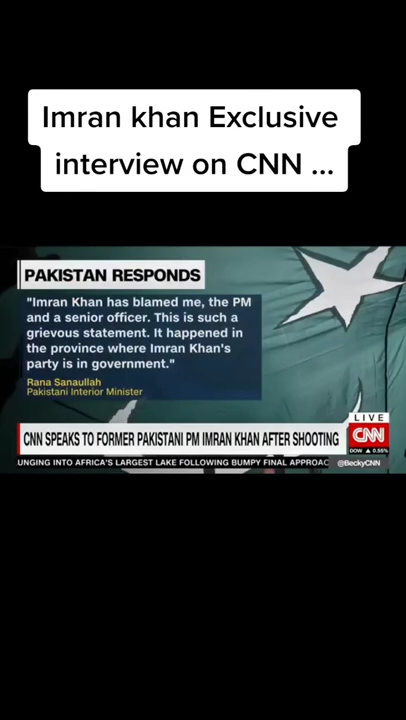 Imran khan Exclusive
interview on CNN ...
PAKISTAN RESPONDS
"Imran Khan has blamed me, the PM
and a senior officer. This is such a
grievous statement. It happened in
the province where Imran Khan's
party is in government."
Rana Sanaullah
Pakistani Interior Minister
LIVE
CNN SPEAKS TO FORMER PAKISTANI PM IMRAN KHAN AFTER SHOOTING
CNN
DOW ▲ 0.55%
UNGING INTO AFRICA'S LARGEST LAKE FOLLOWING BUMPY FINAL APPROAC
@BeckyCNN